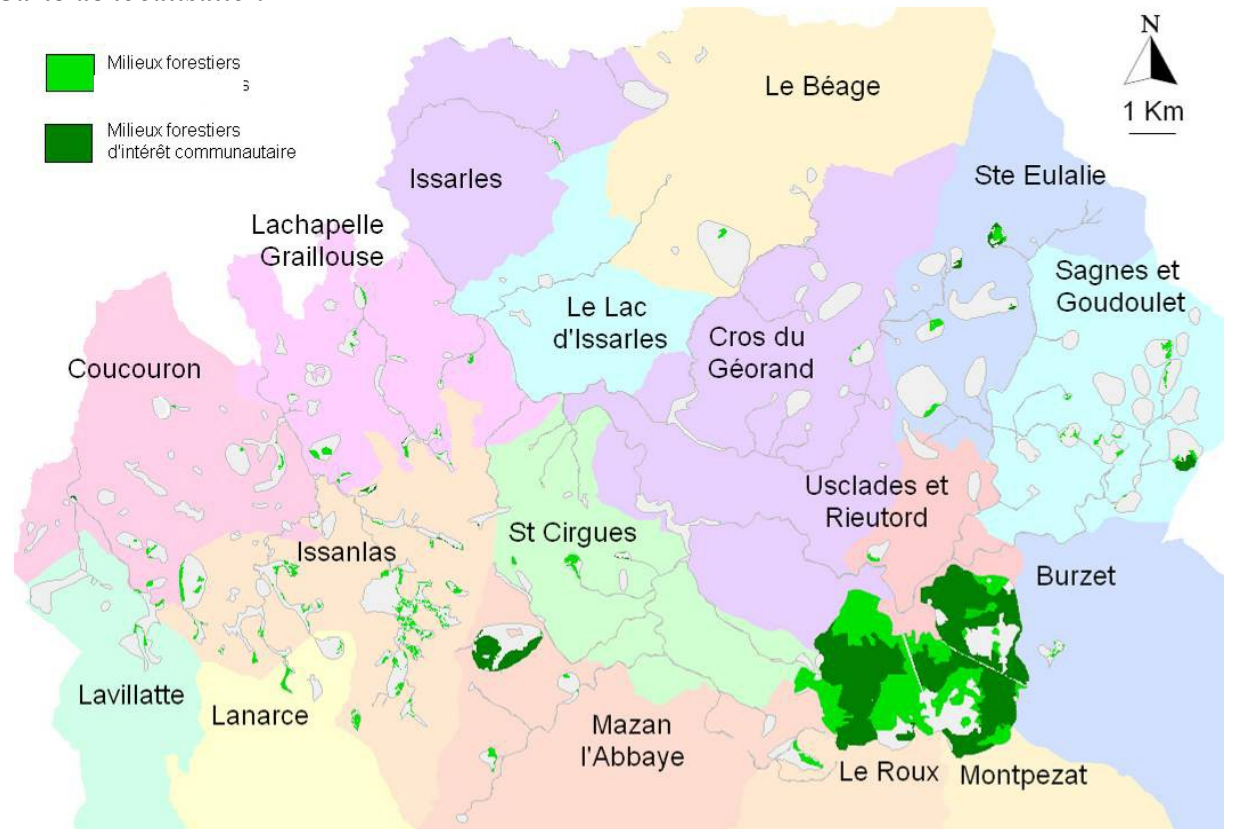 Milieux forestiers
s
Milieux forestiers
d'intérêt communautaire
N
1 Km
Le Béage
Issarles
Ste Eulalie
Lachapelle
Graillouse
Sagnes et
Goudoulet
Le Lac
d'Issarles
Cros du
Géorand
Coucouron
Usclades et
Rieutord
St Cirgues
Issanlas
Burzet
Lavillatte
Lanarce
Mazan
l'Abbaye
Le Roux
Montpezat